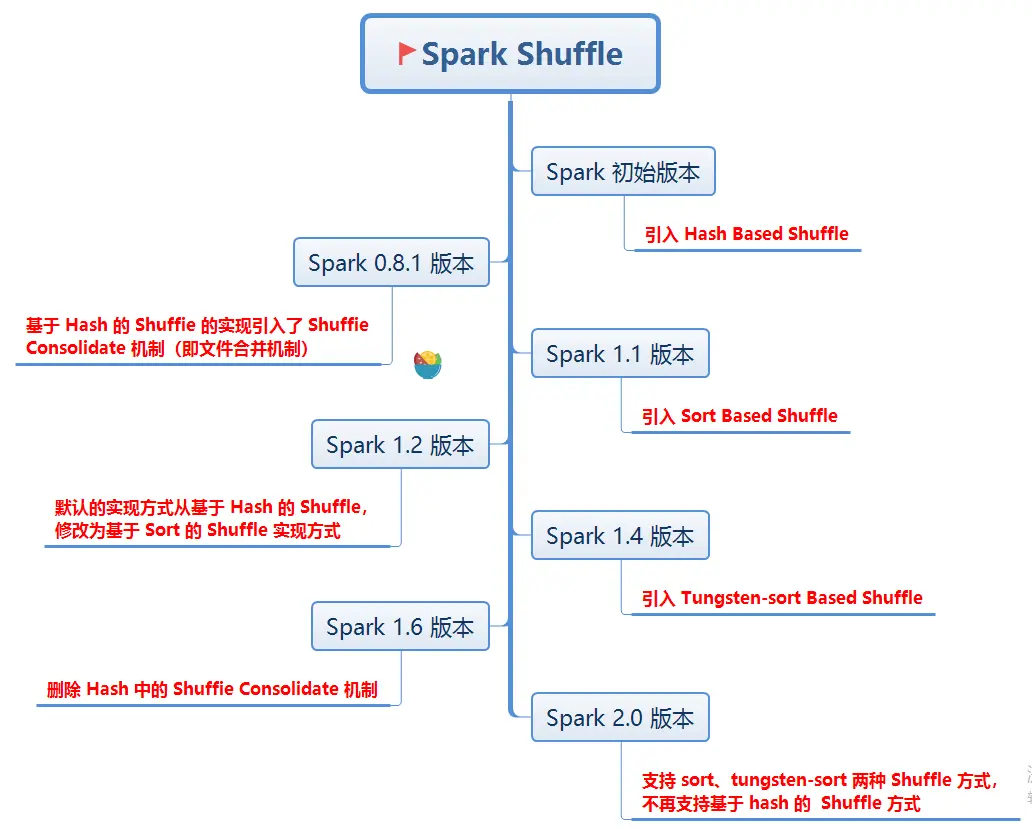 Spark Shuffle
Spark 初始版本
引入 Hash Based Shuffle
Spark 0.8.1 版本
基于 Hash 的 Shuffie 的实现引入了 Shuffie
Consolidate 机制（即文件合并机制）
Spark 1.1 版本
引入 Sort Based Shuffle
Spark 1.2 版本
默认的实现方式从基于 Hash 的 Shuffle，
修改为基于 Sort 的 Shuffle 实现方式
Spark 1.4 版本
引入 Tungsten-sort Based Shuffle
Spark 1.6 版本
删除 Hash 中的 Shuffie Consolidate 机制
Spark 2.0 版本
支持 sort、tungsten-sort 两种 Shuffle 方式，
不再支持基于 hash 的 Shuffle 方式